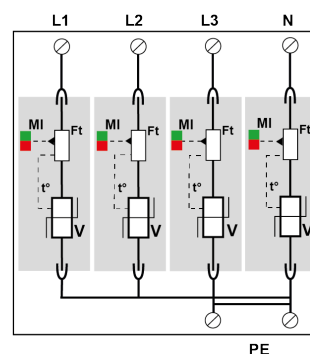 L1 L2 L3 N
MI Ft MI Ft MI Ft MI Ft
t° t° t° t°
V V V V
PE